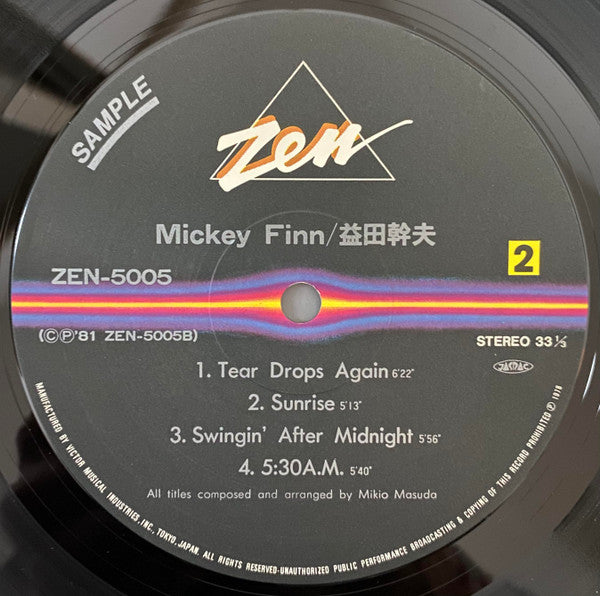 SAMPLE
Zen
Mickey Finn/益田幹夫
2
ZEN-5005
(ⒸⓅ'81 ZEN-5005B)
STEREO 33⅓
JASRAC
1. Tear Drops Again 6'22"
2. Sunrise 5'13"
3. Swingin' After Midnight 5'56"
4. 5:30A.M. 5'40"
All titles composed and arranged by Mikio Masuda
MANUFACTURED BY VICTOR MUSICAL INDUSTRIES, INC., TOKYO, JAPAN. ALL RIGHTS RESERVED·UNAUTHORIZED PUBLIC PERFORMANCE BROADCASTING & COPYING OF THIS RECORD PROHIBITED Ⓟ 1978